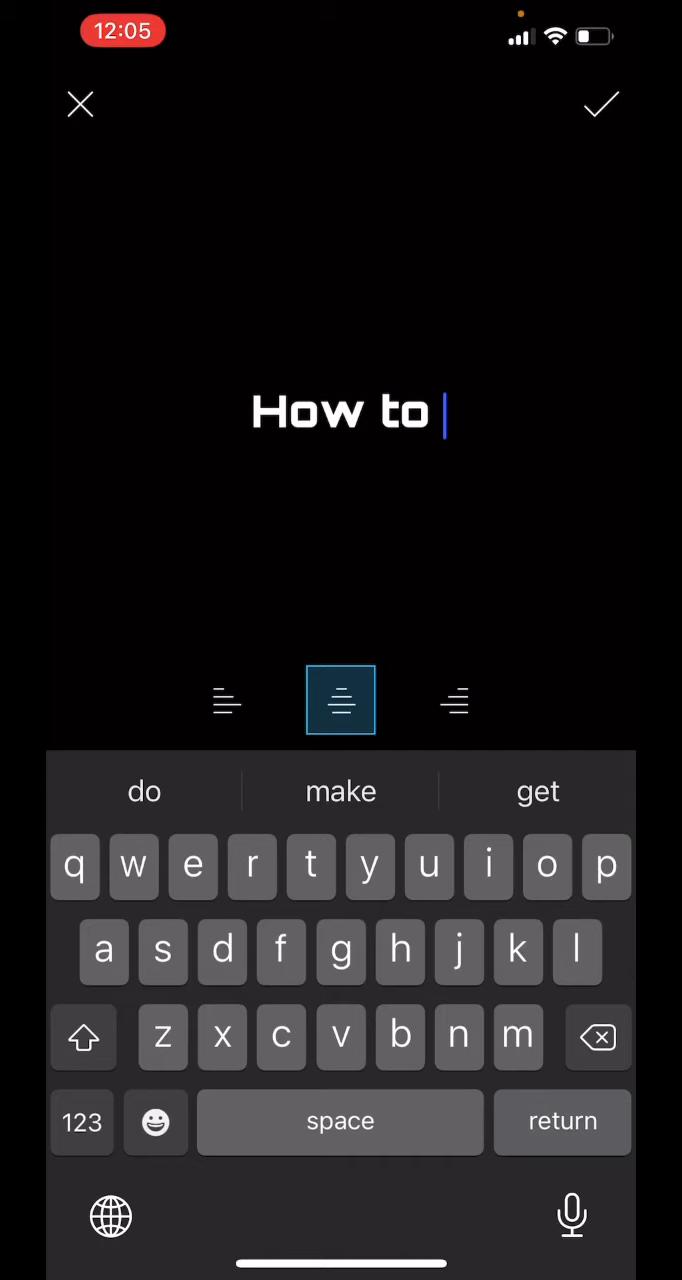 12:05
How to
do make get
q w e r t y u i o p
a s d f g h j k l
z x c v b n m
123 space return